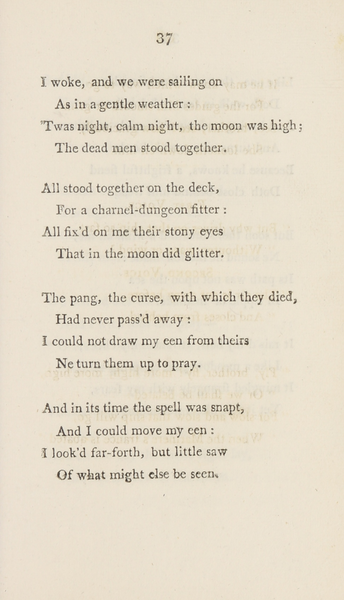 37
I woke, and we were sailing on
As in a gentle weather :
'Twas night, calm night, the moon was high;
The dead men stood together.
All stood together on the deck,
For a charnel-dungeon fitter :
All fix'd on me their stony eyes
That in the moon did glitter.
The pang, the curse, with which they died,
Had never pass'd away :
I could not draw my een from theirs
Ne turn them up to pray.
And in its time the spell was snapt,
And I could move my een :
I look'd far-forth, but little saw
Of what might else be seen.